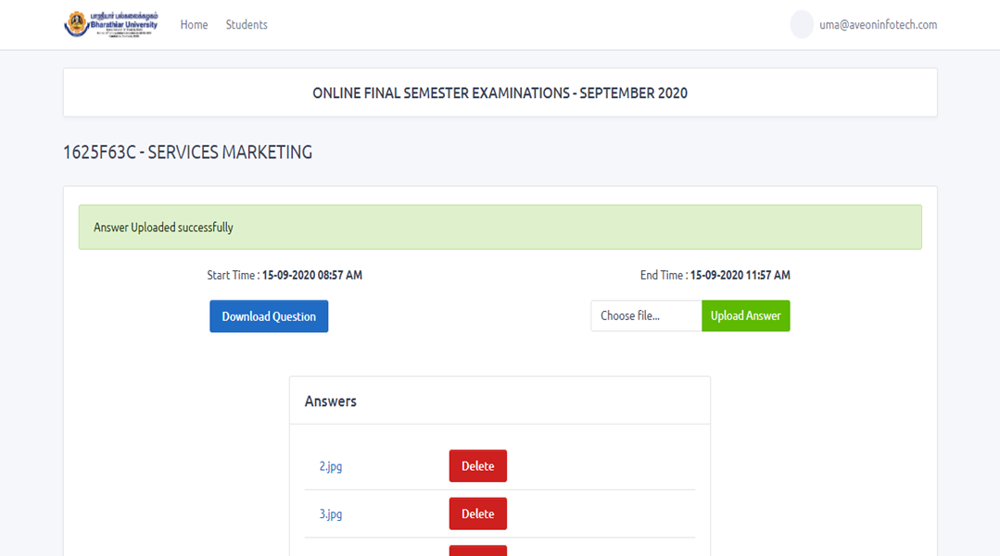 பாரதியார் பல்கலைக்கழகம்
Bharathiar University
Home
Students
uma@aveoninfotech.com
ONLINE FINAL SEMESTER EXAMINATIONS - SEPTEMBER 2020
1625F63C - SERVICES MARKETING
Answer Uploaded successfully
Start Time : 15-09-2020 08:57 AM
End Time : 15-09-2020 11:57 AM
Download Question
Choose file...
Upload Answer
Answers
2.jpg
Delete
3.jpg
Delete